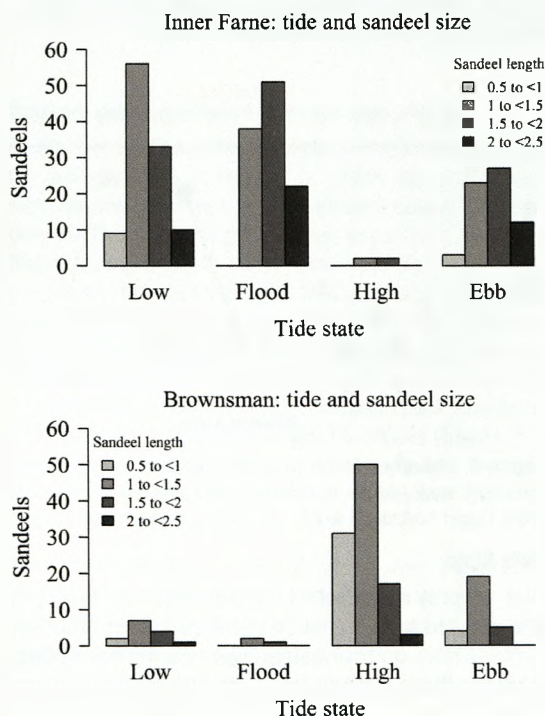 Inner Farne: tide and sandeel size
Sandeels
60
50
40
30
20
10
0
Sandeel length
0.5 to <1
1 to <1.5
1.5 to <2
2 to <2.5
Low Flood High Ebb
Tide state
Brownsman: tide and sandeel size
Sandeels
60
50
40
30
20
10
0
Sandeel length
0.5 to <1
1 to <1.5
1.5 to <2
2 to <2.5
Low Flood High Ebb
Tide state